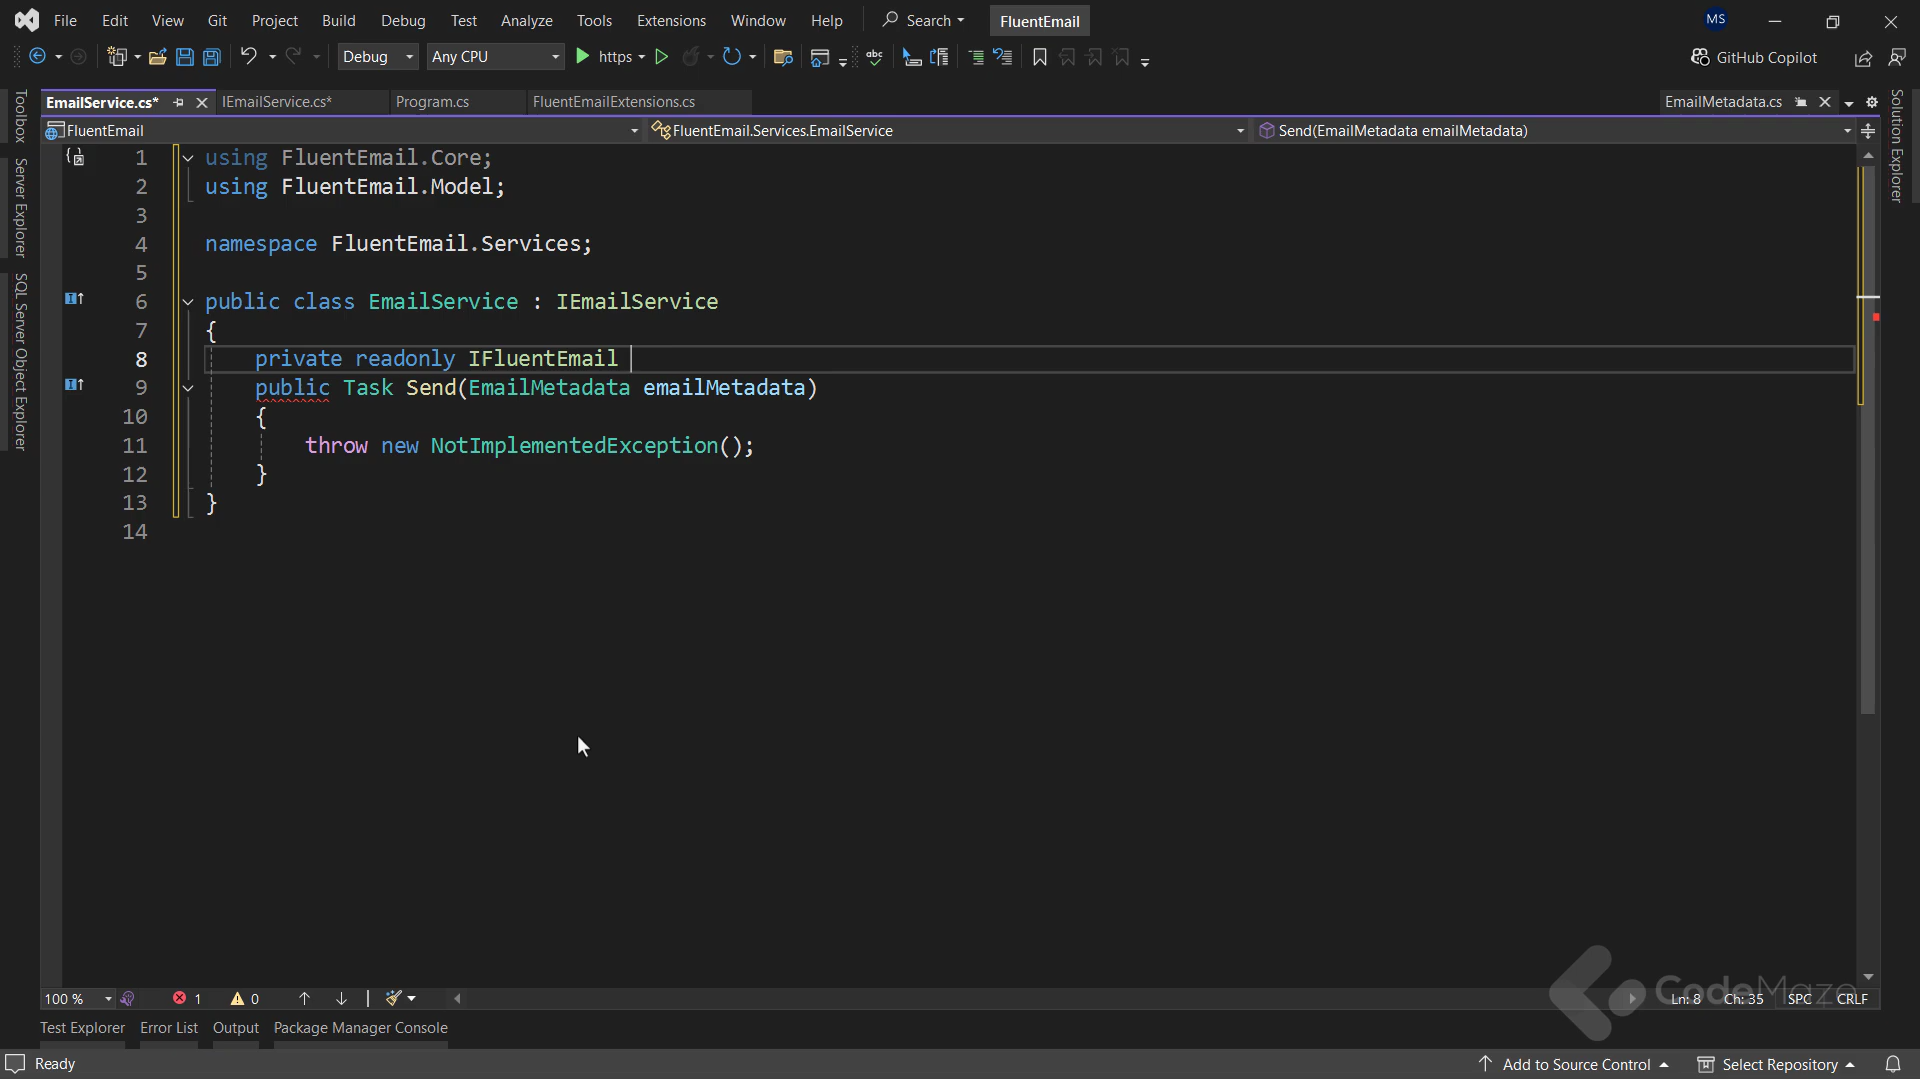 File Edit View Git Project Build Debug Test Analyze Tools Extensions Window Help Search FluentEmail MS
Debug Any CPU https abc GitHub Copilot
EmailService.cs* IEmailService.cs* Program.cs FluentEmailExtensions.cs EmailMetadata.cs
FluentEmail FluentEmail.Services.EmailService Send(EmailMetadata emailMetadata)
Toolbox
Server Explorer
SQL Server Object Explorer
Solution Explorer
1 using FluentEmail.Core;
2 using FluentEmail.Model;
3
4 namespace FluentEmail.Services;
5
6 public class EmailService : IEmailService
7 {
8 private readonly IFluentEmail
9 public Task Send(EmailMetadata emailMetadata)
10 {
11 throw new NotImplementedException();
12 }
13 }
14
100 % 1 0 Ln: 8 Ch: 35 SPC CRLF
CodeMaze
Test Explorer Error List Output Package Manager Console
Ready Add to Source Control Select Repository